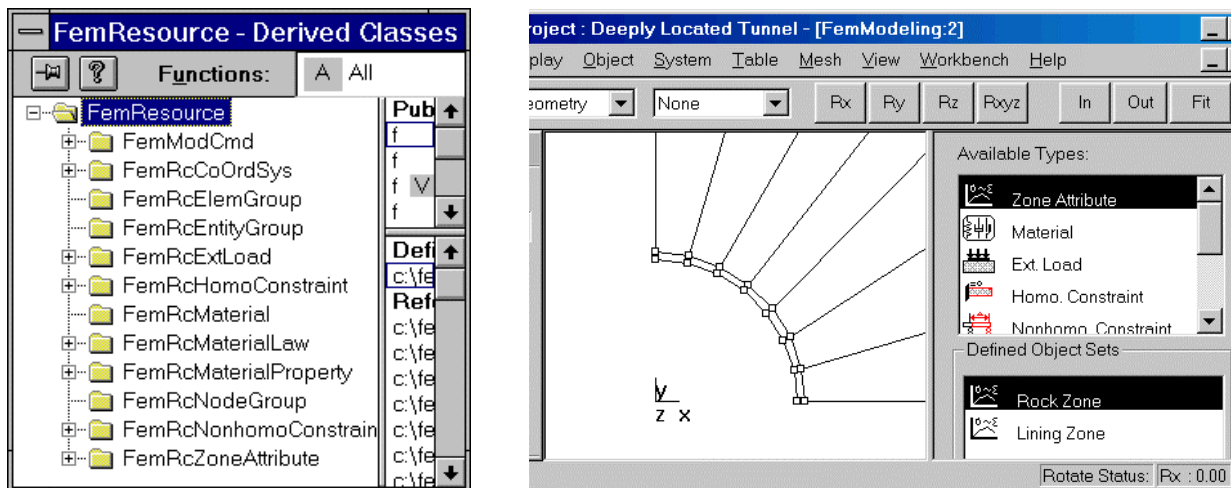 FemResource - Derived Classes
Functions: A All
FemResource
FemModCmd
FemRcCoOrdSys
FemRcElemGroup
FemRcEntityGroup
FemRcExtLoad
FemRcHomoConstraint
FemRcMaterial
FemRcMaterialLaw
FemRcMaterialProperty
FemRcNodeGroup
FemRcNonhomoConstrain
FemRcZoneAttribute
Pub
f
f
f V
f
Defi
c:\fe
Refe
c:\fe
c:\fe
c:\fe
c:\fe
c:\fe
c:\fe
c:\fe
roject : Deeply Located Tunnel - [FemModeling:2]
play Object System Table Mesh View Workbench Help
eometry None Rx Ry Rz Rxyz In Out Fit
y
z x
Available Types:
Zone Attribute
Material
Ext. Load
Homo. Constraint
Nonhomo. Constraint
Defined Object Sets
Rock Zone
Lining Zone
Rotate Status: Rx : 0.00